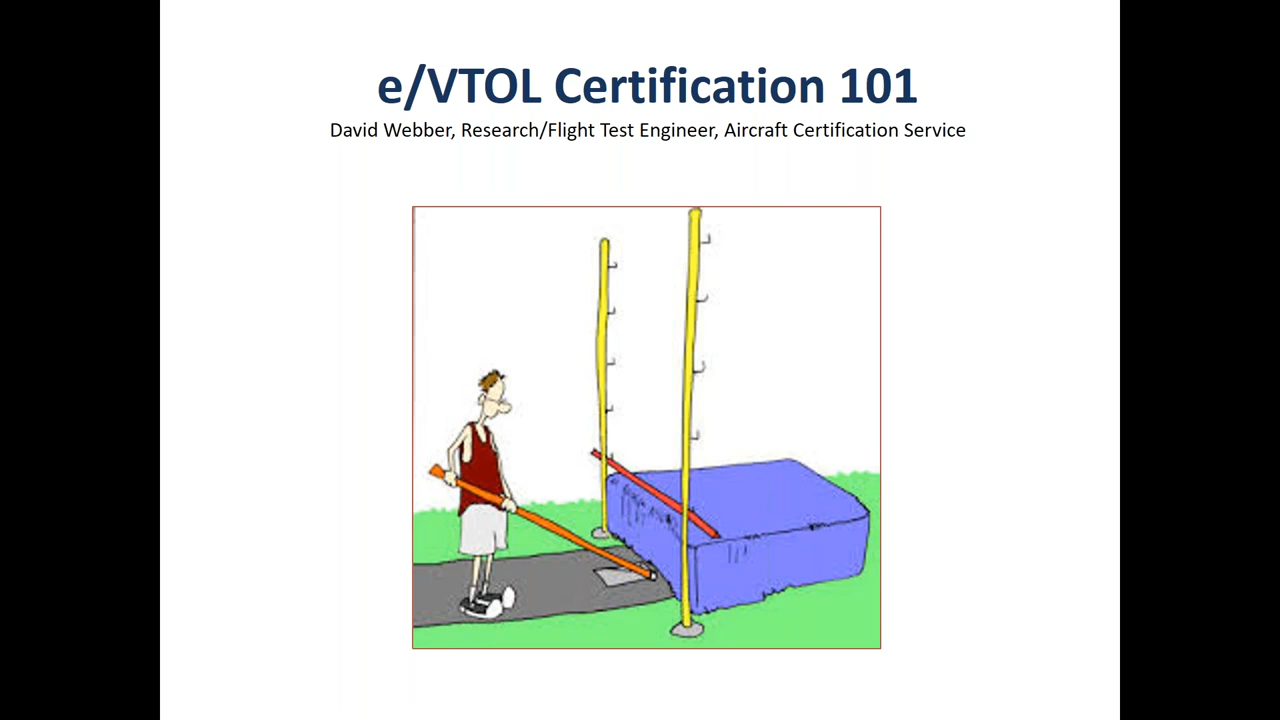 e/VTOL Certification 101
David Webber, Research/Flight Test Engineer, Aircraft Certification Service